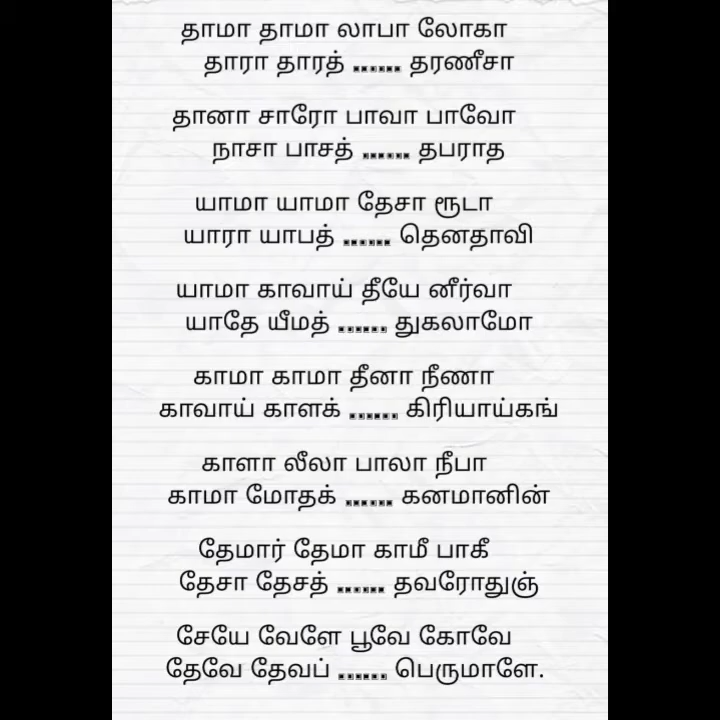 தாமா தாமா லாபா லோகா
தாரா தாரத் ...... தரணீசா
தானா சாரோ பாவா பாவோ
நாசா பாசத் ...... தபராத
யாமா யாமா தேசா ரூடா
யாரா யாபத் ...... தெனதாவி
யாமா காவாய் தீயே னீர்வா
யாதே யீமத் ...... துகலாமோ
காமா காமா தீனா நீணா
காவாய் காளக் ...... கிரியாய்கங்
காளா லீலா பாலா நீபா
காமா மோதக் ...... கனமானின்
தேமார் தேமா காமீ பாகீ
தேசா தேசத் ...... தவரோதுஞ்
சேயே வேளே பூவே கோவே
தேவே தேவப் ...... பெருமாளே.